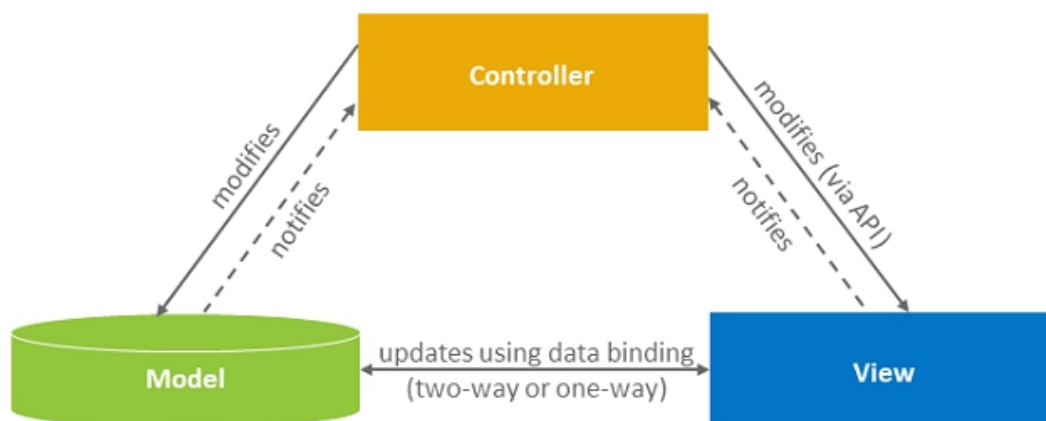 Controller
modifies
notifies
modifies (via API)
notifies
updates using data binding
(two-way or one-way)
Model
View